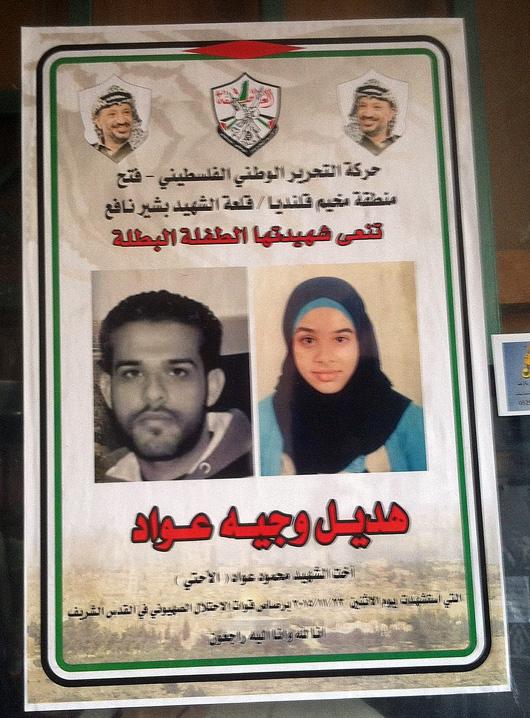 حركة التحرير الوطني الفلسطيني – فتح
منطقة مخيم قلنديا / قلعة الشهيد بشير نافع
تنعى شهيدتها الطفلة البطلة
هديل وجيه عواد
أخت الشهيد محمود عواد ( الأحتي )
التي استشهدت يوم الاثنين ٢٠١٥/١١/٢٣ برصاص قوات الاحتلال الصهيوني في القدس الشريف
انا لله وانا اليه راجعون